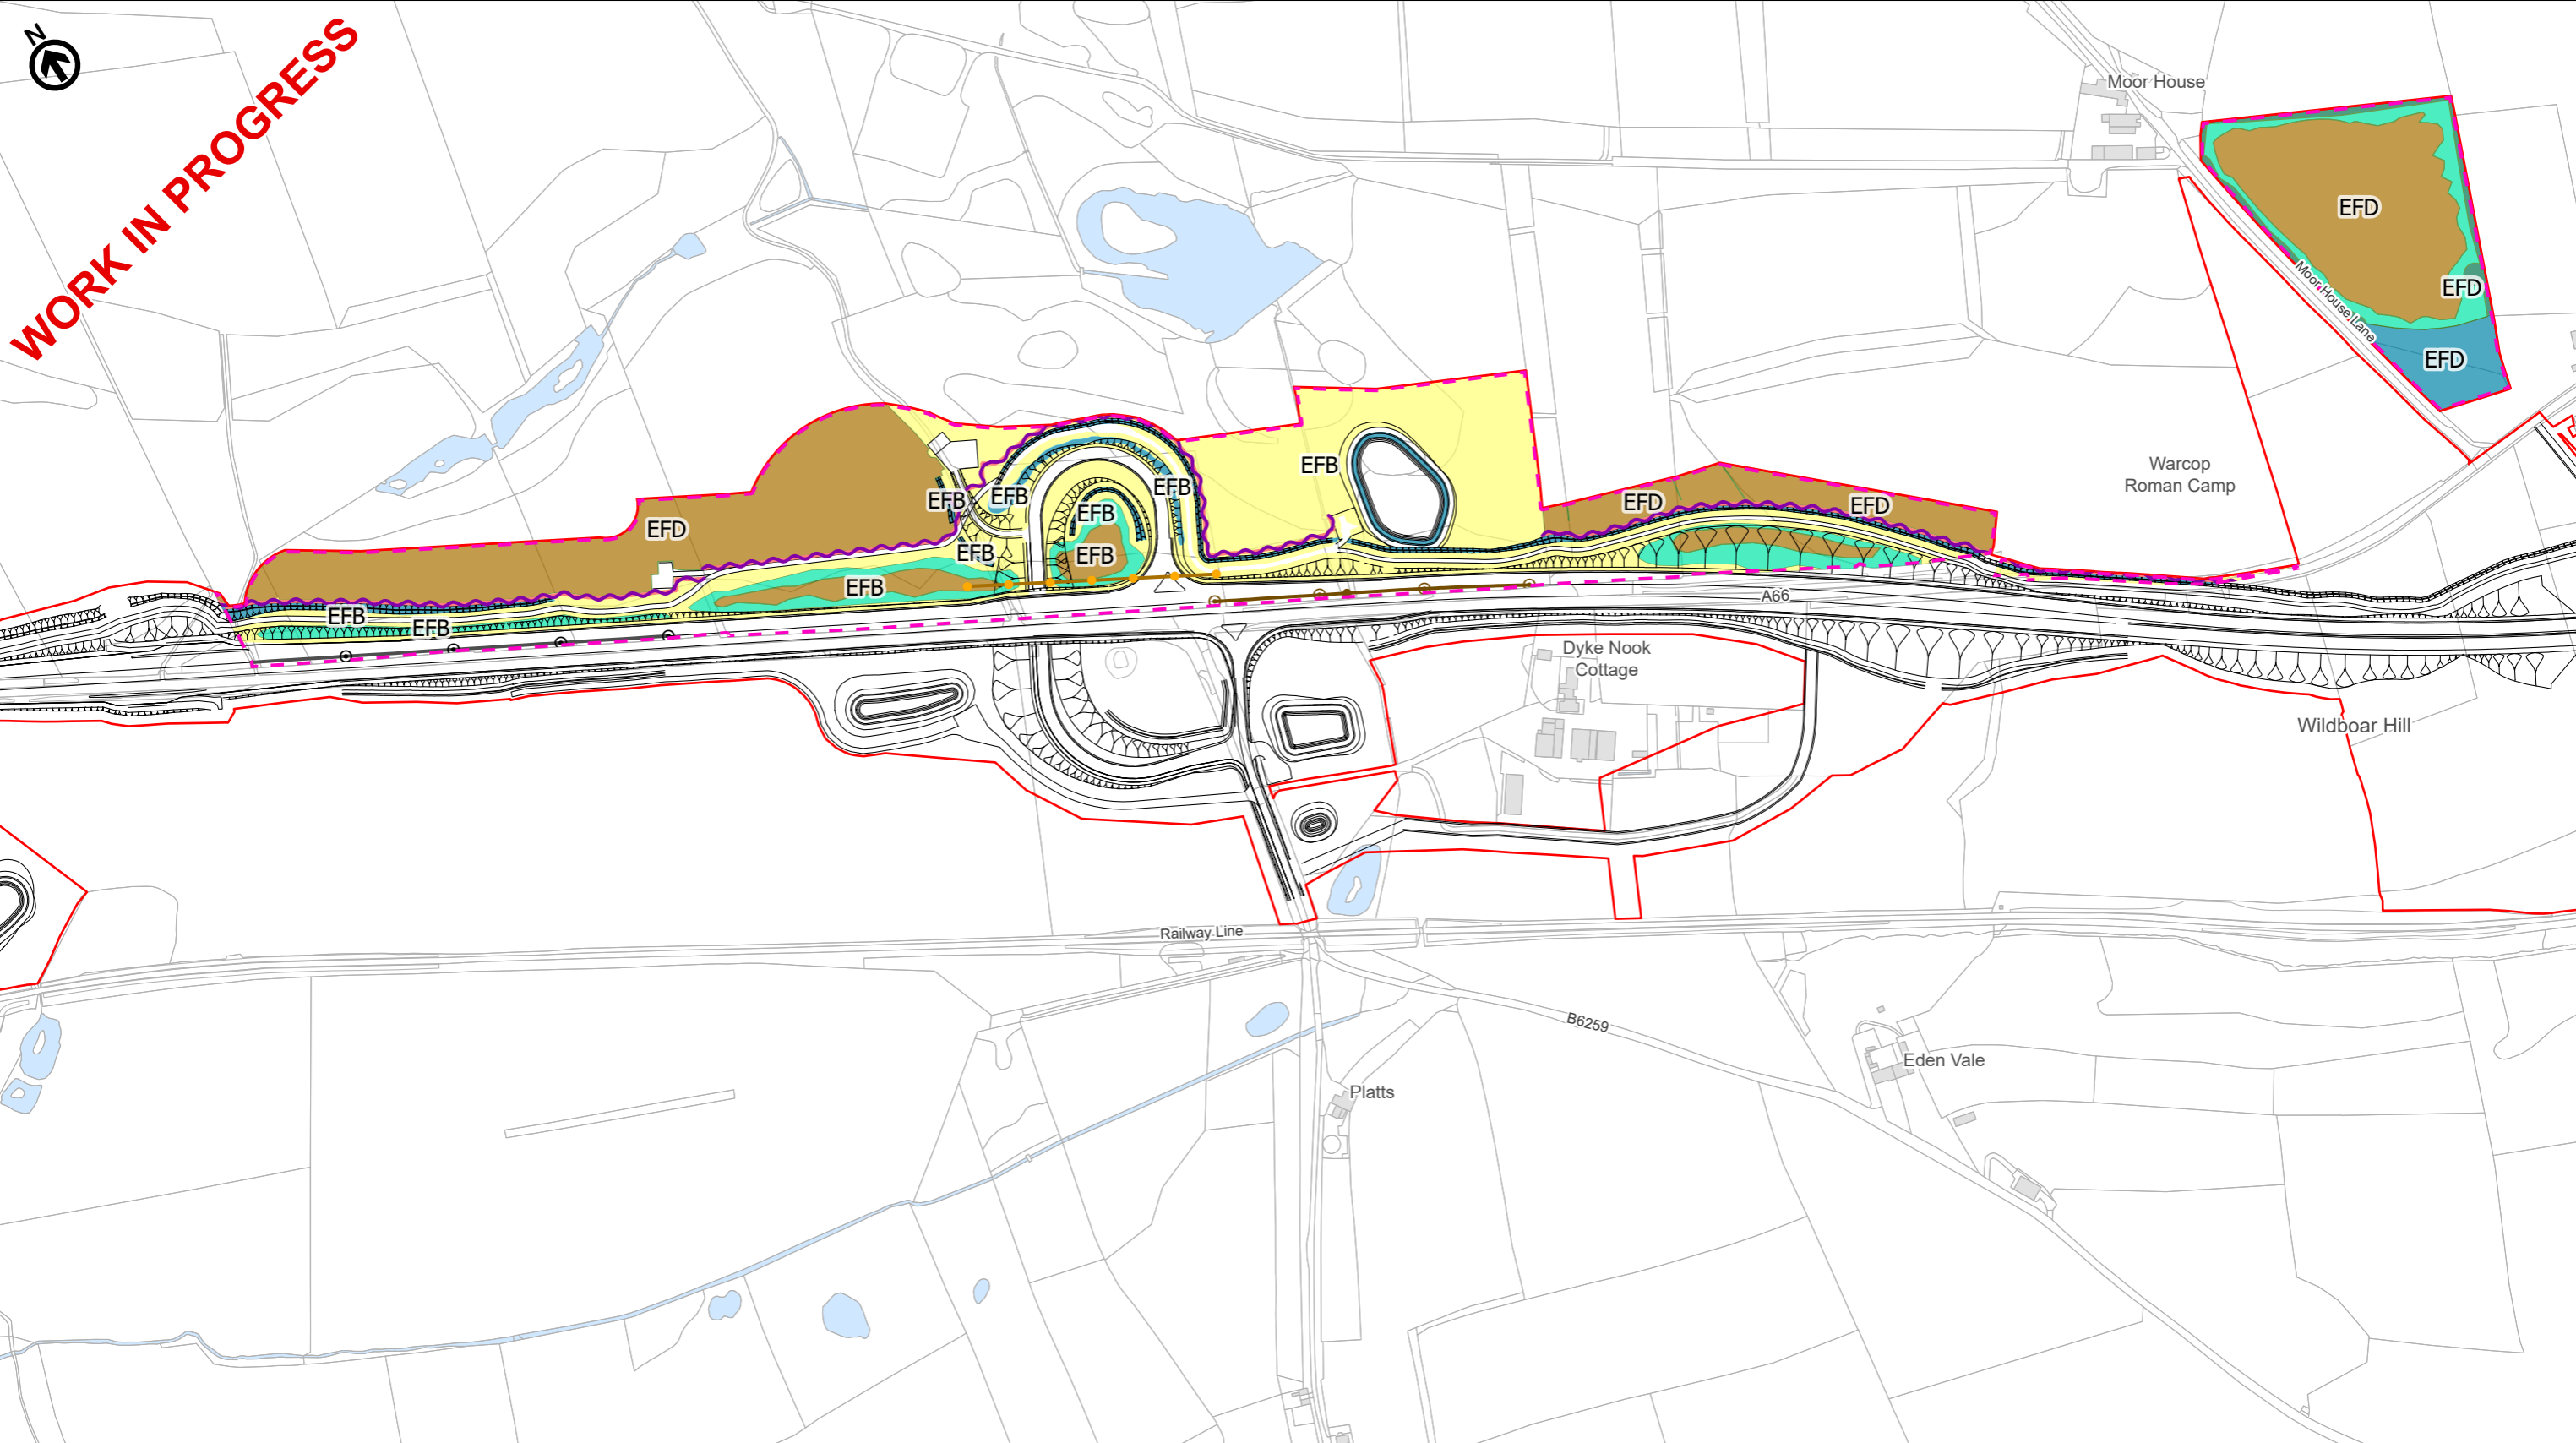 N
WORK IN PROGRESS
Moor House
EFD
Moor House Lane
EFD
EFD
Warcop
Roman Camp
EFB
EFB
EFB
EFB
EFB
EFD
EFD
EFD
EFB
EFB
EFB
EFB
EFB
A66
Dyke Nook
Cottage
Wildboar Hill
Railway Line
B6259
Eden Vale
Platts